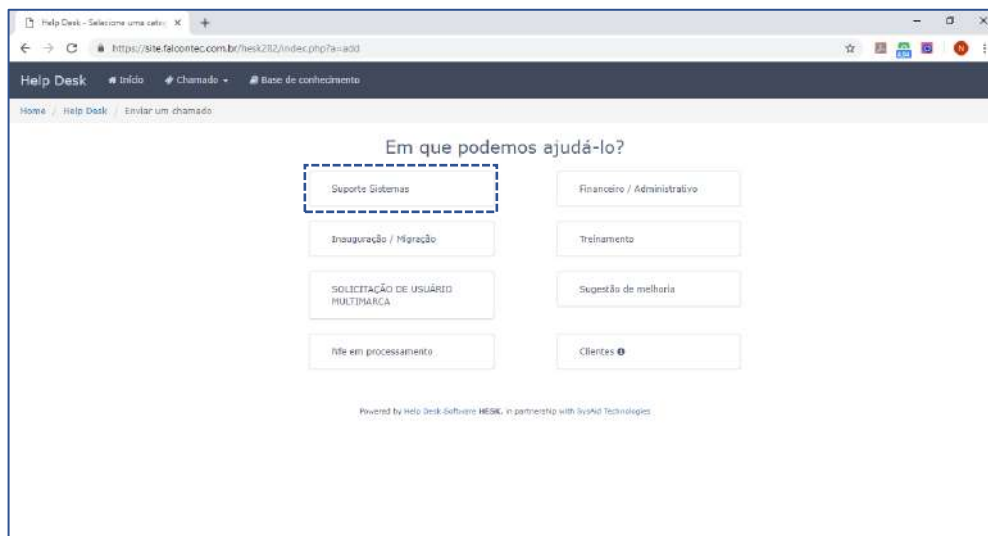 Help Desk - Selecione uma cate
https://site.falcontec.com.br/hesk282/index.php?a=add
Help Desk Início Chamado Base de conhecimento
Home / Help Desk / Enviar um chamado
Em que podemos ajudá-lo?
Suporte Sistemas
Financeiro / Administrativo
Inauguração / Migração
Treinamento
SOLICITAÇÃO DE USUÁRIO
MULTIMARCA
Sugestão de melhoria
Nfe em processamento
Clientes
Powered by Help Desk Software HESK, in partnership with SysAid Technologies